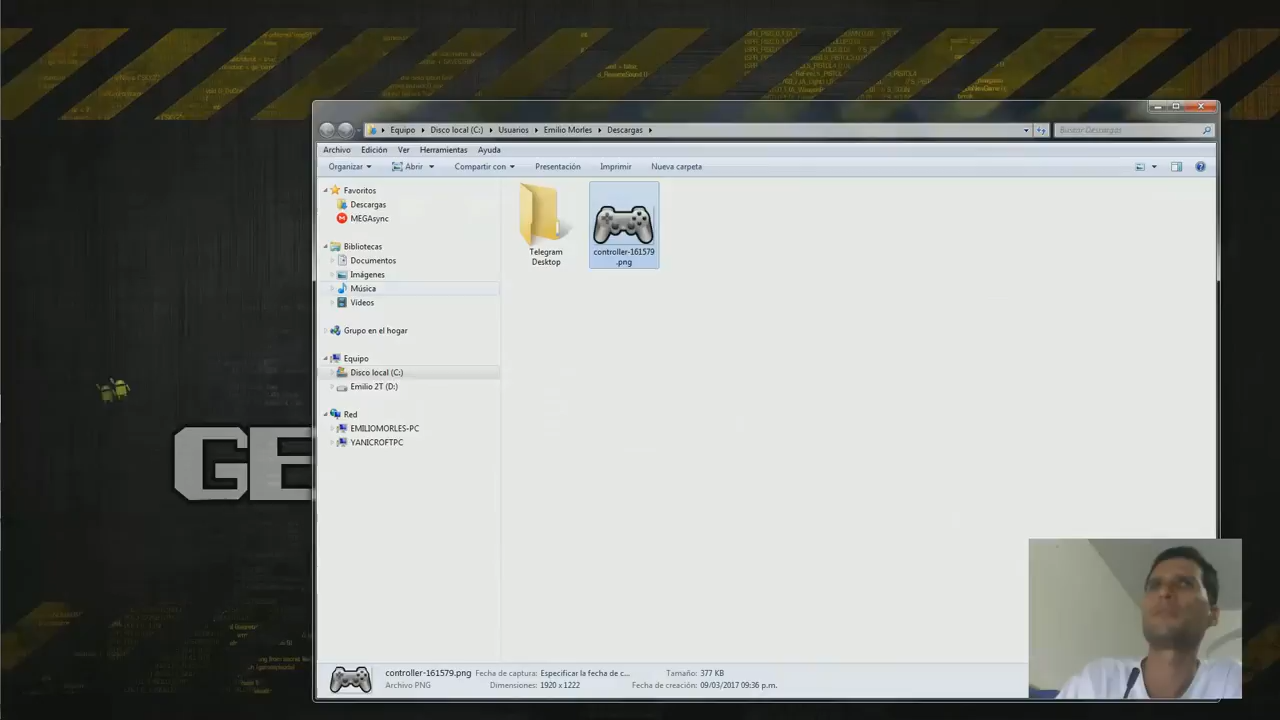 Equipo ▸ Disco local (C:) ▸ Usuarios ▸ Emilio Morles ▸ Descargas ▸
Buscar Descargas
Archivo Edición Ver Herramientas Ayuda
Organizar Abrir Compartir con Presentación Imprimir Nueva carpeta
Favoritos
Descargas
MEGAsync
Bibliotecas
Documentos
Imágenes
Música
Vídeos
Grupo en el hogar
Equipo
Disco local (C:)
Emilio 2T (D:)
Red
EMILIOMORLES-PC
YANICROFTPC
Telegram
Desktop
controller-161579
.png
GE
controller-161579.png Fecha de captura: Especificar la fecha de c... Tamaño: 377 KB
Archivo PNG Dimensiones: 1920 x 1222 Fecha de creación: 09/03/2017 09:36 p.m.